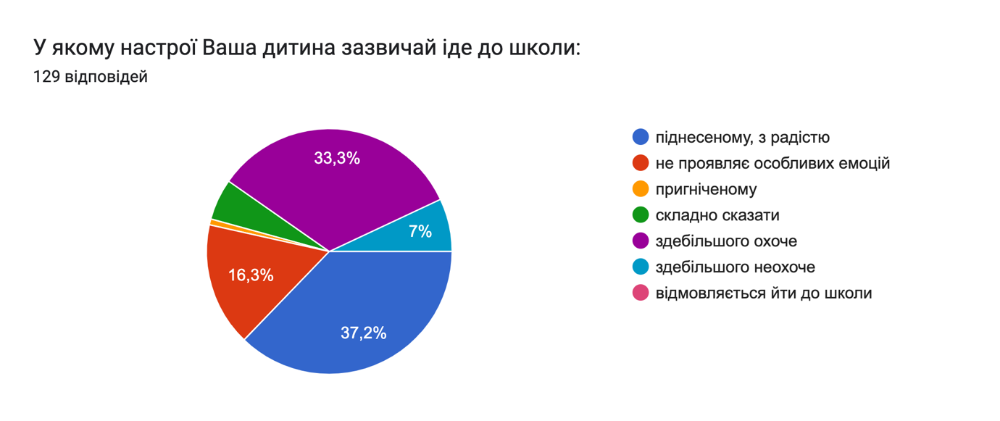 У якому настрої Ваша дитина зазвичай іде до школи:
129 відповідей
33,3%
7%
16,3%
37,2%
піднесеному, з радістю
не проявляє особливих емоцій
пригніченому
складно сказати
здебільшого охоче
здебільшого неохоче
відмовляється йти до школи